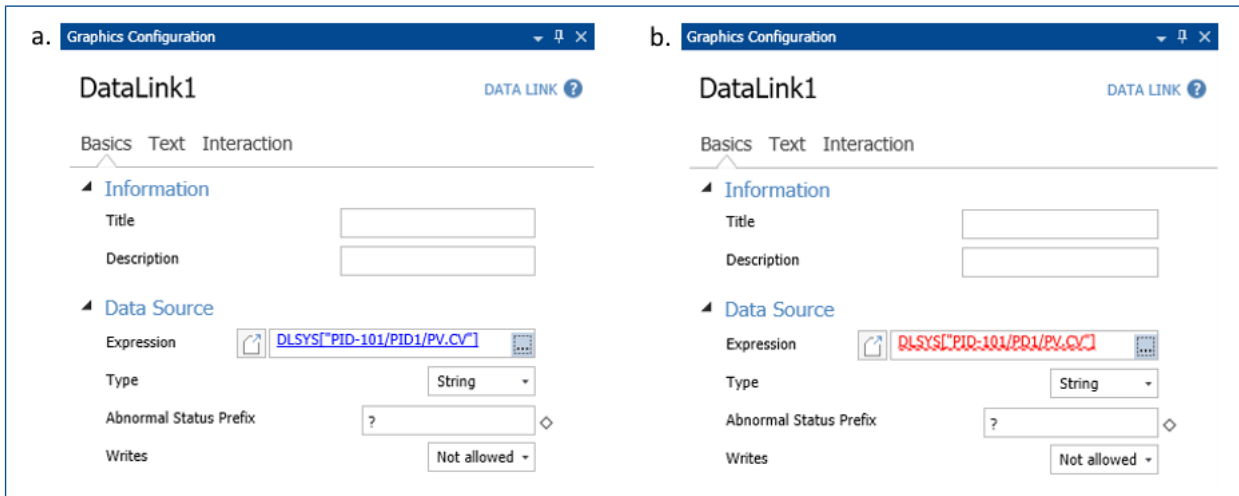 a. Graphics Configuration
DataLink1
DATA LINK ?
Basics Text Interaction
Information
Title
Description
Data Source
Expression DLSYS["PID-101/PID1/PV.CV"] ...
Type String
Abnormal Status Prefix ?
Writes Not allowed
b. Graphics Configuration
DataLink1
DATA LINK ?
Basics Text Interaction
Information
Title
Description
Data Source
Expression DLSYS["PID-101/PD1/PV.CV"] ...
Type String
Abnormal Status Prefix ?
Writes Not allowed